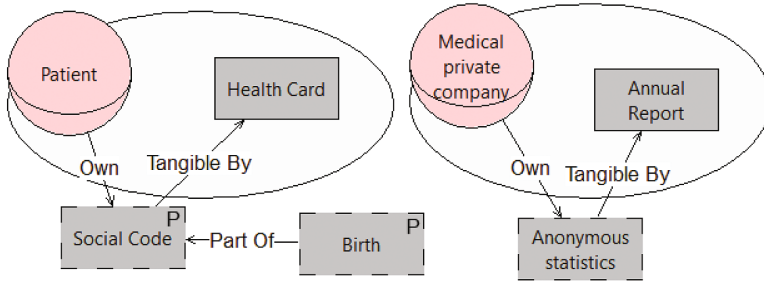 Patient
Health Card
Own
Tangible By
Social Code
P
Part Of
Birth
P
Medical
private
company
Annual
Report
Own
Tangible By
Anonymous
statistics